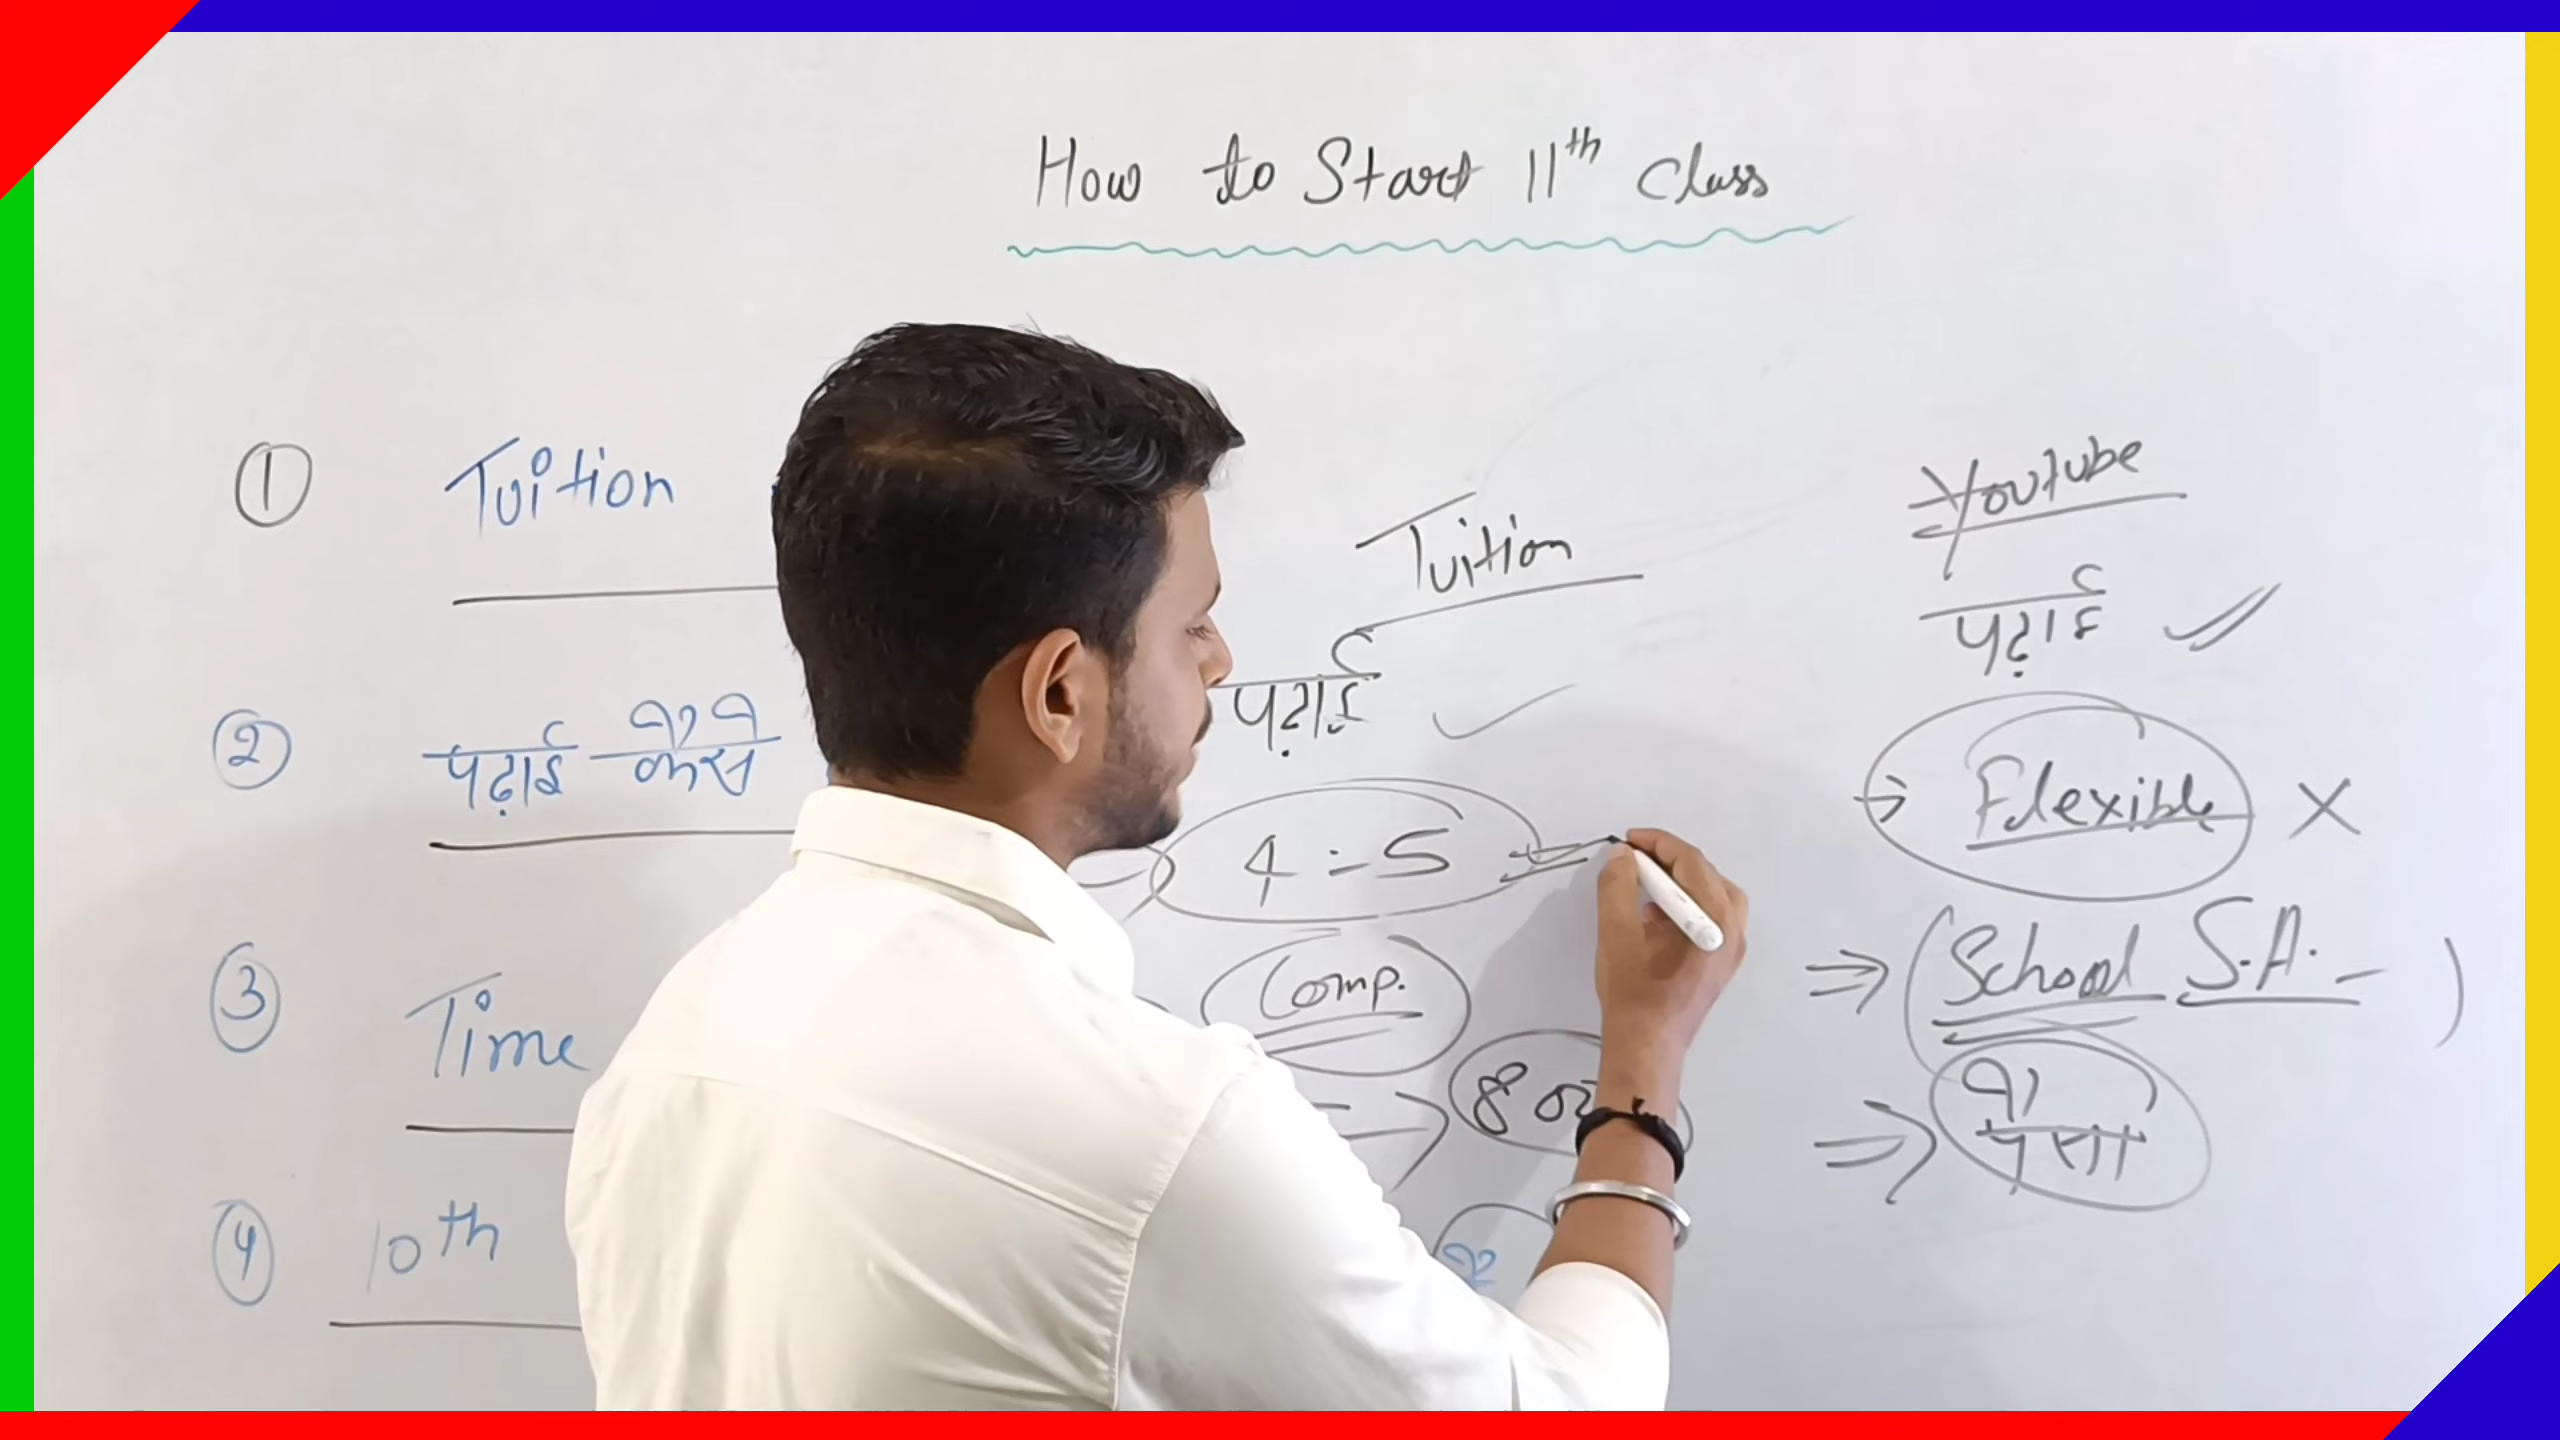 How to Start 11th Class
① Tuition
② पढ़ाई कैसे
③ Time
④ 10th
Tuition
पढ़ाई
4 - 5
Comp.
Youtube
पढ़ाई
→ Flexible
⇒ (School S.A. - )
⇒ पैसा